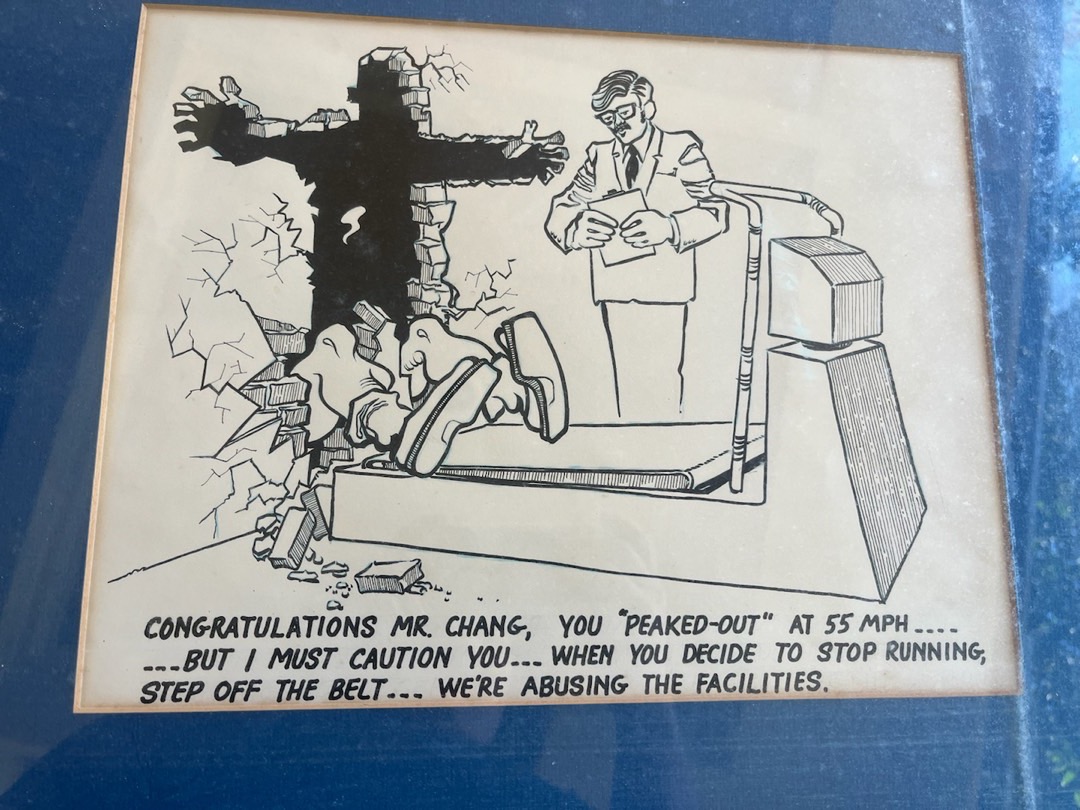 CONGRATULATIONS MR. CHANG, YOU "PEAKED-OUT" AT 55 MPH....
...BUT I MUST CAUTION YOU... WHEN YOU DECIDE TO STOP RUNNING,
STEP OFF THE BELT... WE'RE ABUSING THE FACILITIES.